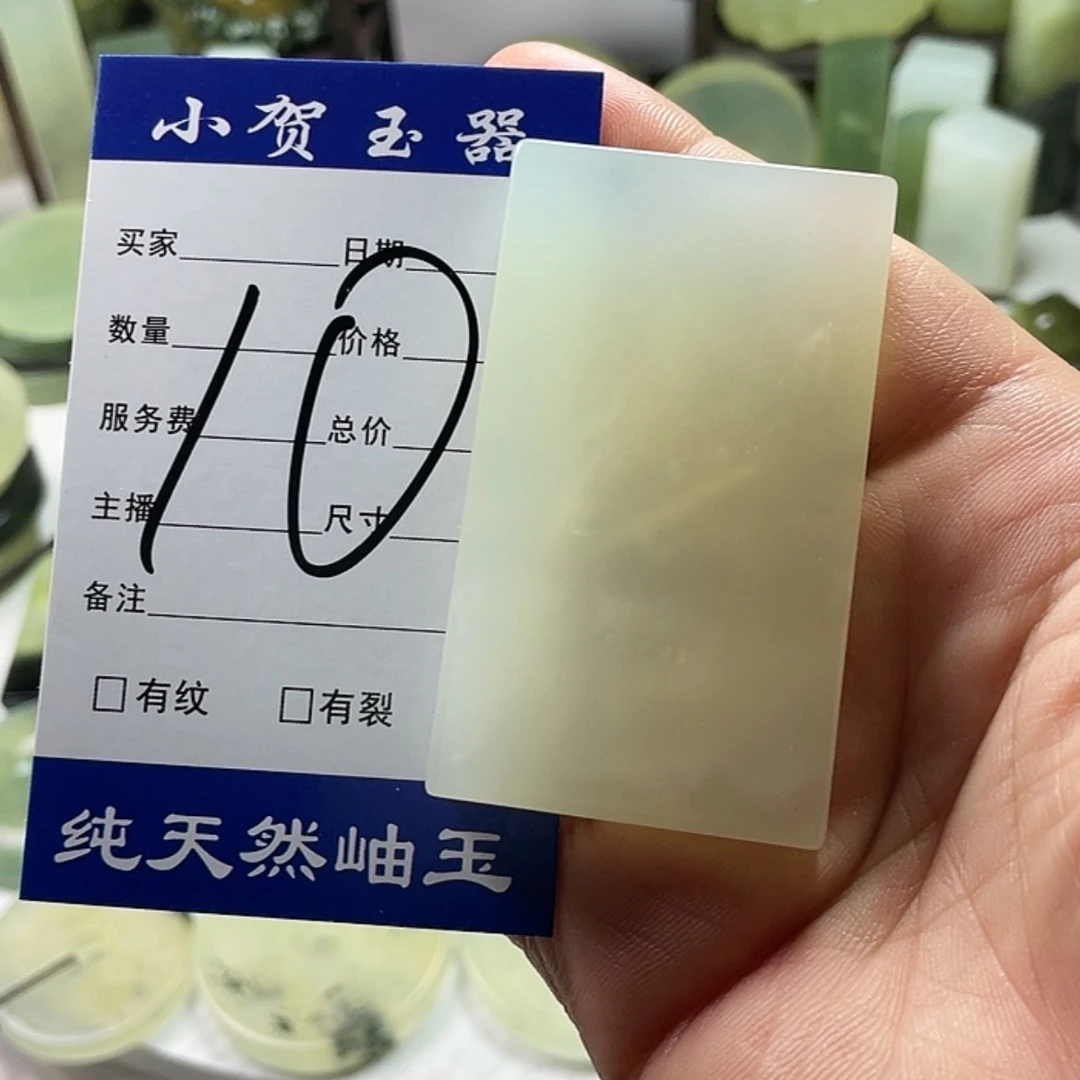 小贺玉器
买家 日期
数量 价格
服务费 总价
主播 尺寸
备注
10
□有纹 □有裂
纯天然岫玉